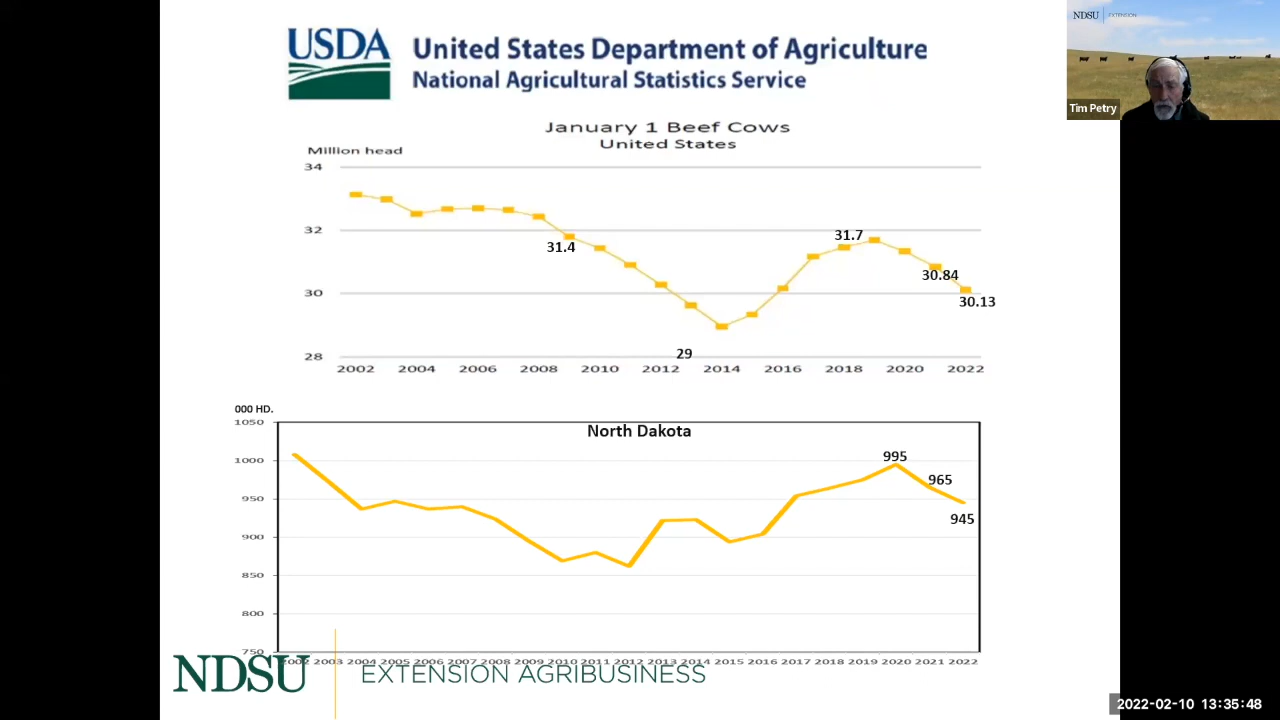 USDA
United States Department of Agriculture
National Agricultural Statistics Service
NDSU EXTENSION
Tim Petry
January 1 Beef Cows
United States
Million head
34
32
30
28
31.4
29
31.7
30.84
30.13
2002 2004 2006 2008 2010 2012 2014 2016 2018 2020 2022
000 HD.
North Dakota
1050
1000
950
900
850
800
750
995
965
945
2002 2003 2004 2005 2006 2007 2008 2009 2010 2011 2012 2013 2014 2015 2016 2017 2018 2019 2020 2021 2022
NDSU EXTENSION AGRIBUSINESS
2022-02-10 13:35:48